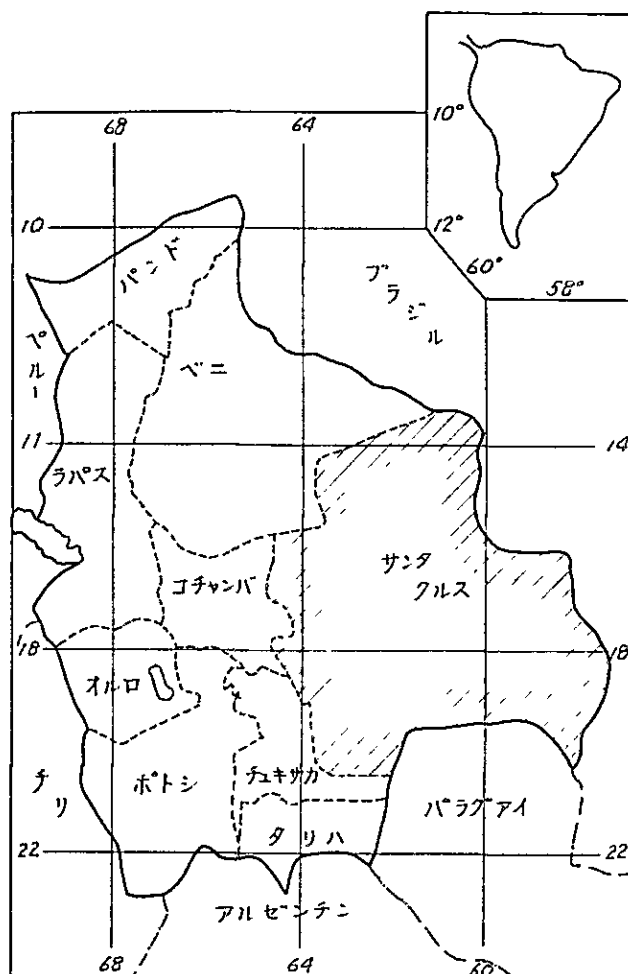 68
64
10°
10
12°
60°
58°
パンド
ブラジル
ペルー
ベニ
11
14
ラパス
サンタ
クルス
コチャンバ
18
18
オルロ
チリ
ポトシ
チュキサカ
パラグアイ
タリハ
22
22
アルゼンチン
68
64
60